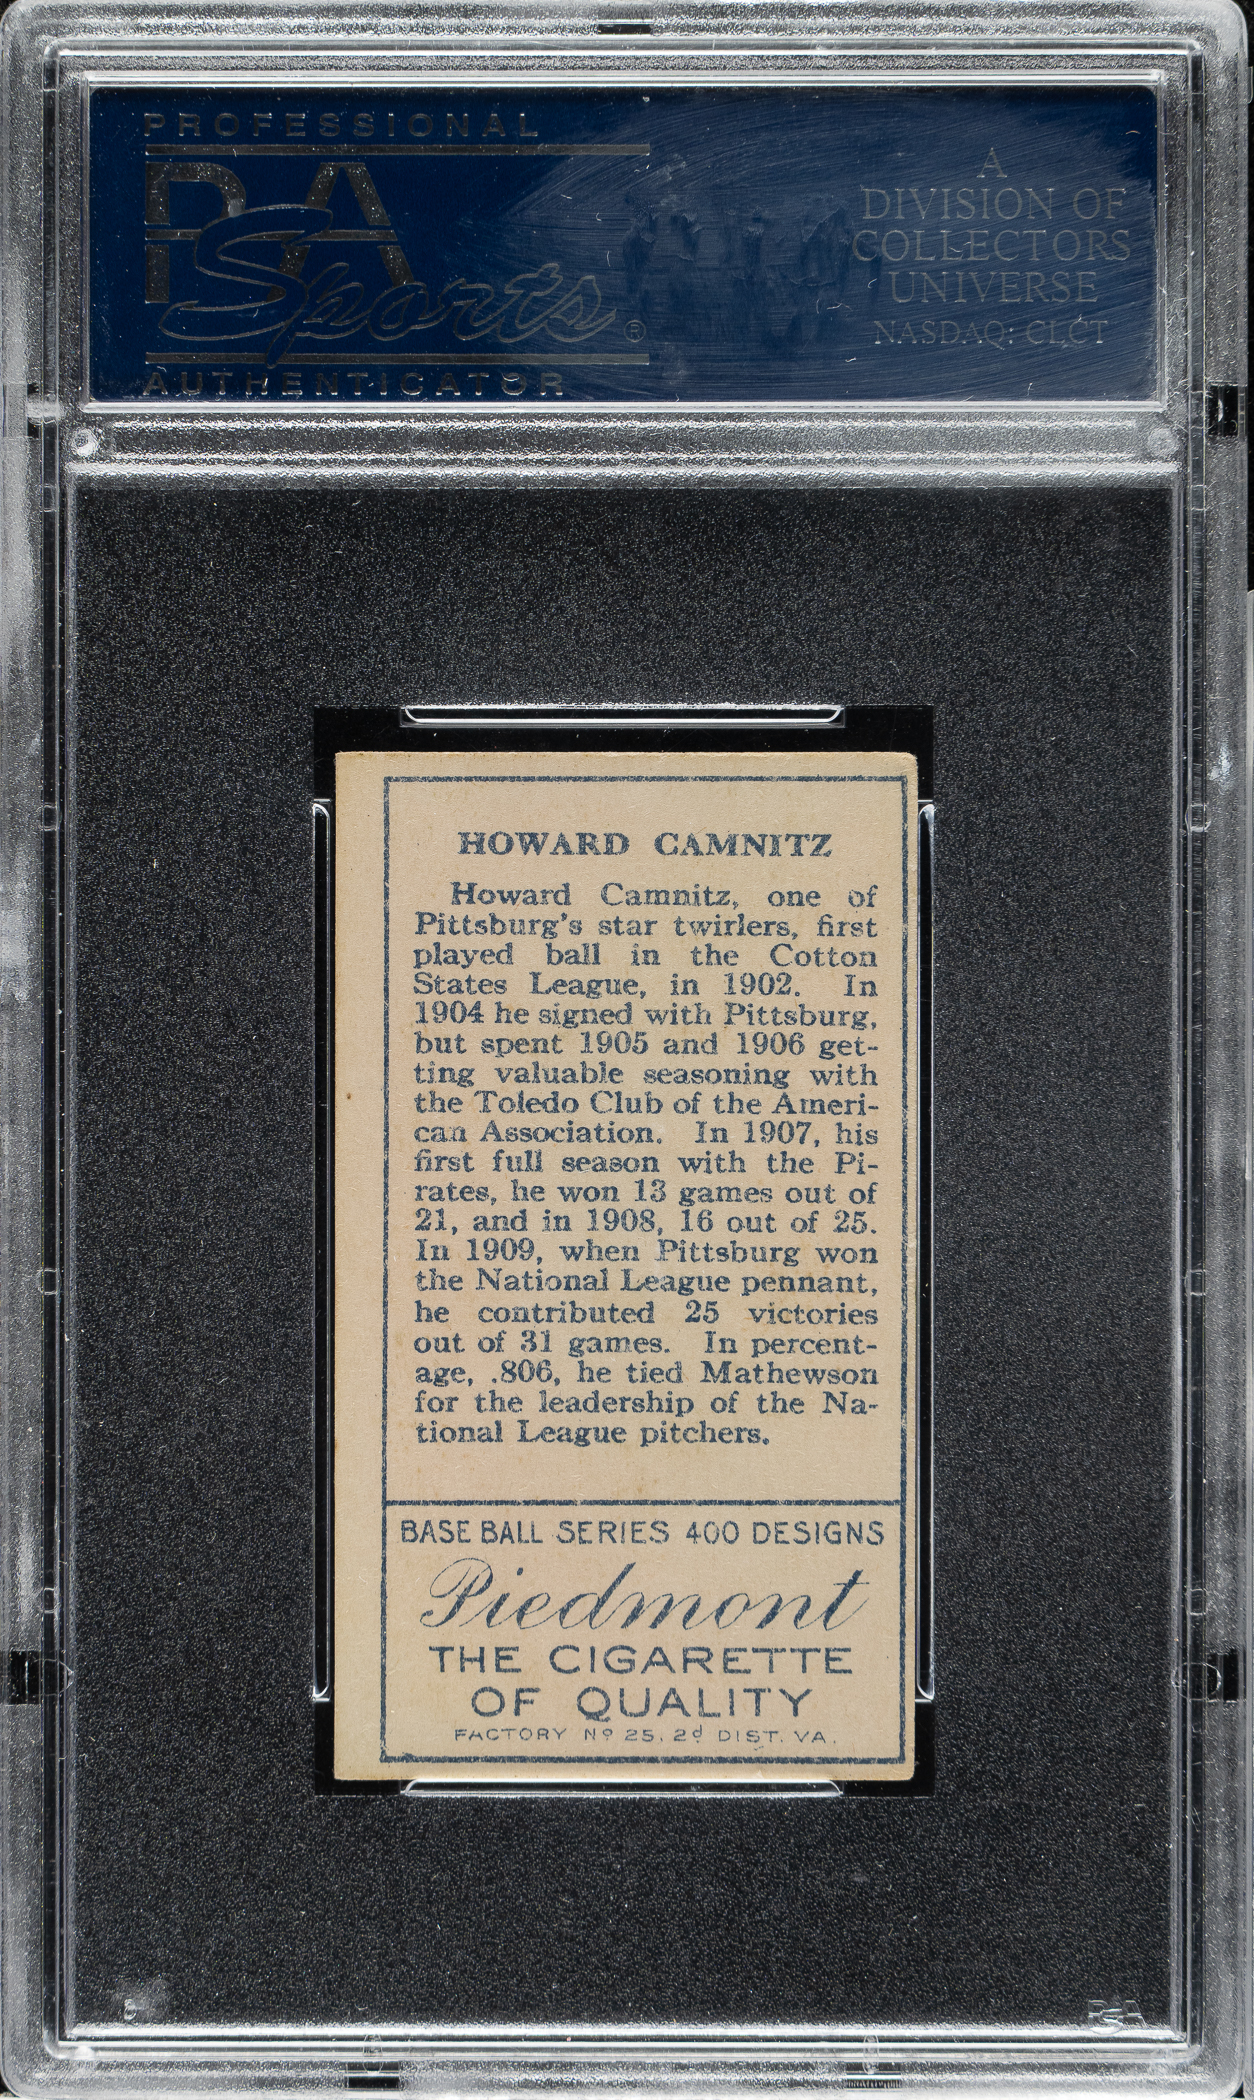 PROFESSIONAL
PSA
Sports®
AUTHENTICATOR
A
DIVISION OF
COLLECTORS
UNIVERSE
NASDAQ: CLCT
HOWARD CAMNITZ
Howard Camnitz, one of
Pittsburg's star twirlers, first
played ball in the Cotton
States League, in 1902. In
1904 he signed with Pittsburg,
but spent 1905 and 1906 get-
ting valuable seasoning with
the Toledo Club of the Ameri-
can Association. In 1907, his
first full season with the Pi-
rates, he won 13 games out of
21, and in 1908, 16 out of 25.
In 1909, when Pittsburg won
the National League pennant,
he contributed 25 victories
out of 31 games. In percent-
age, .806, he tied Mathewson
for the leadership of the Na-
tional League pitchers.
BASE BALL SERIES 400 DESIGNS
Piedmont
THE CIGARETTE
OF QUALITY
FACTORY Nº 25, 2d DIST. VA.
PSA